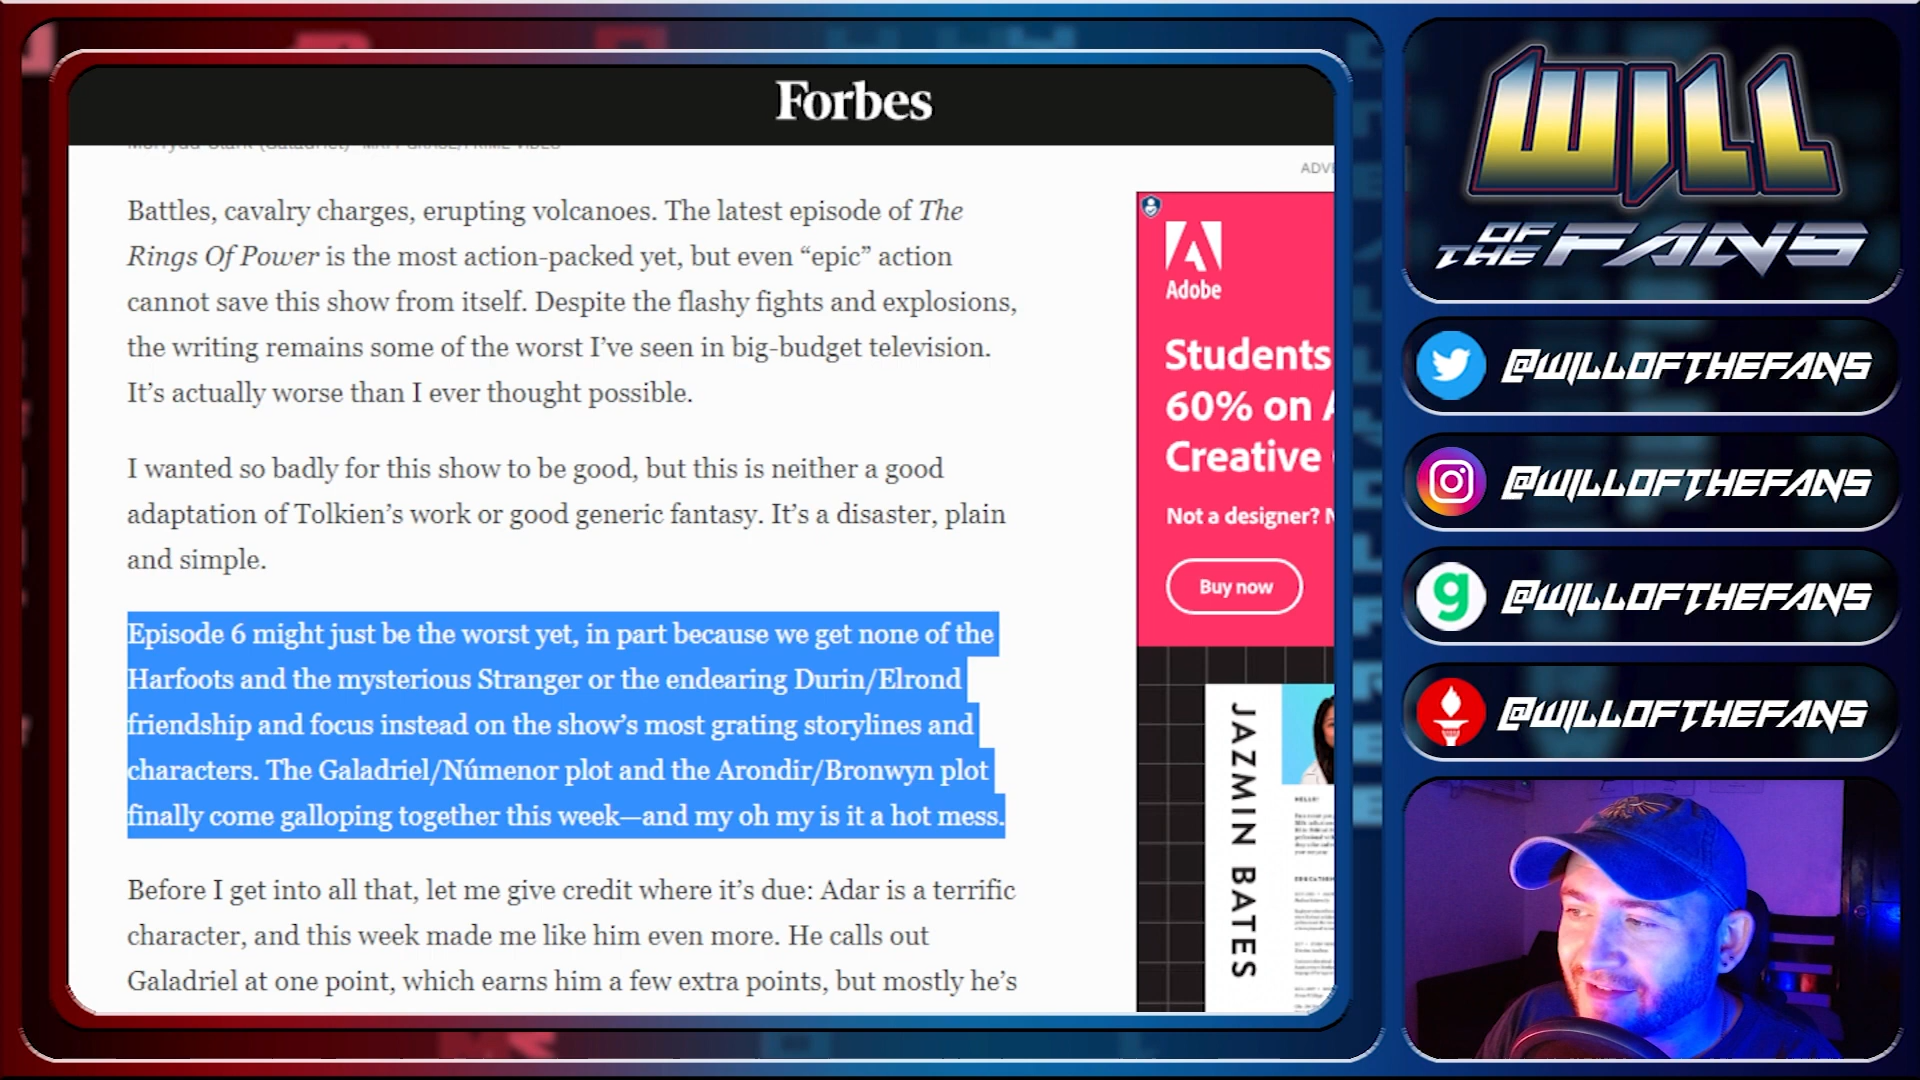 Forbes
ADVE
Battles, cavalry charges, erupting volcanoes. The latest episode of The
Rings Of Power is the most action-packed yet, but even “epic” action
cannot save this show from itself. Despite the flashy fights and explosions,
the writing remains some of the worst I’ve seen in big-budget television.
It’s actually worse than I ever thought possible.
I wanted so badly for this show to be good, but this is neither a good
adaptation of Tolkien’s work or good generic fantasy. It’s a disaster, plain
and simple.
Episode 6 might just be the worst yet, in part because we get none of the
Harfoots and the mysterious Stranger or the endearing Durin/Elrond
friendship and focus instead on the show’s most grating storylines and
characters. The Galadriel/Númenor plot and the Arondir/Bronwyn plot
finally come galloping together this week—and my oh my is it a hot mess.
Before I get into all that, let me give credit where it’s due: Adar is a terrific
character, and this week made me like him even more. He calls out
Galadriel at one point, which earns him a few extra points, but mostly he’s
Adobe
Students
60% on A
Creative
Not a designer? N
Buy now
JAZMIN BATES
HELLO!
WILL
OF THE FANS
@WILLOFTHEFANS
@WILLOFTHEFANS
g
@WILLOFTHEFANS
@WILLOFTHEFANS